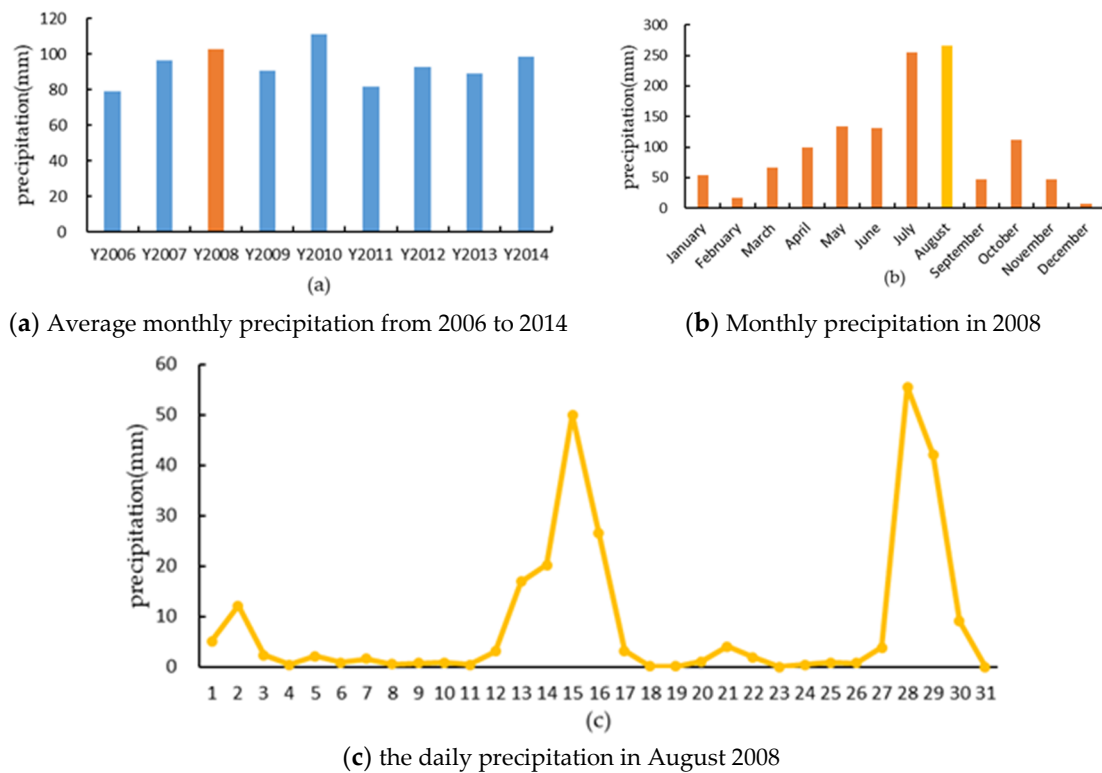 120
100
80
60
40
20
0
precipitation(mm)
Y2006 Y2007 Y2008 Y2009 Y2010 Y2011 Y2012 Y2013 Y2014
(a)
(a) Average monthly precipitation from 2006 to 2014
300
250
200
150
100
50
0
precipitation(mm)
January February March April May June July August September October November December
(b)
(b) Monthly precipitation in 2008
60
50
40
30
20
10
0
precipitation(mm)
1 2 3 4 5 6 7 8 9 10 11 12 13 14 15 16 17 18 19 20 21 22 23 24 25 26 27 28 29 30 31
(c)
(c) the daily precipitation in August 2008